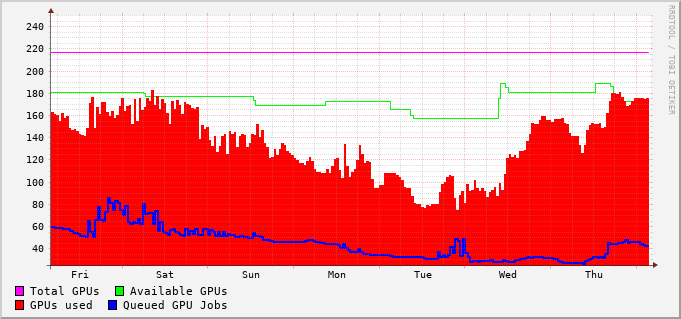 RRDTOOL / TOBI OETIKER
240
220
200
180
160
140
120
100
80
60
40
Fri Sat Sun Mon Tue Wed Thu
Total GPUs Available GPUs
GPUs used Queued GPU Jobs